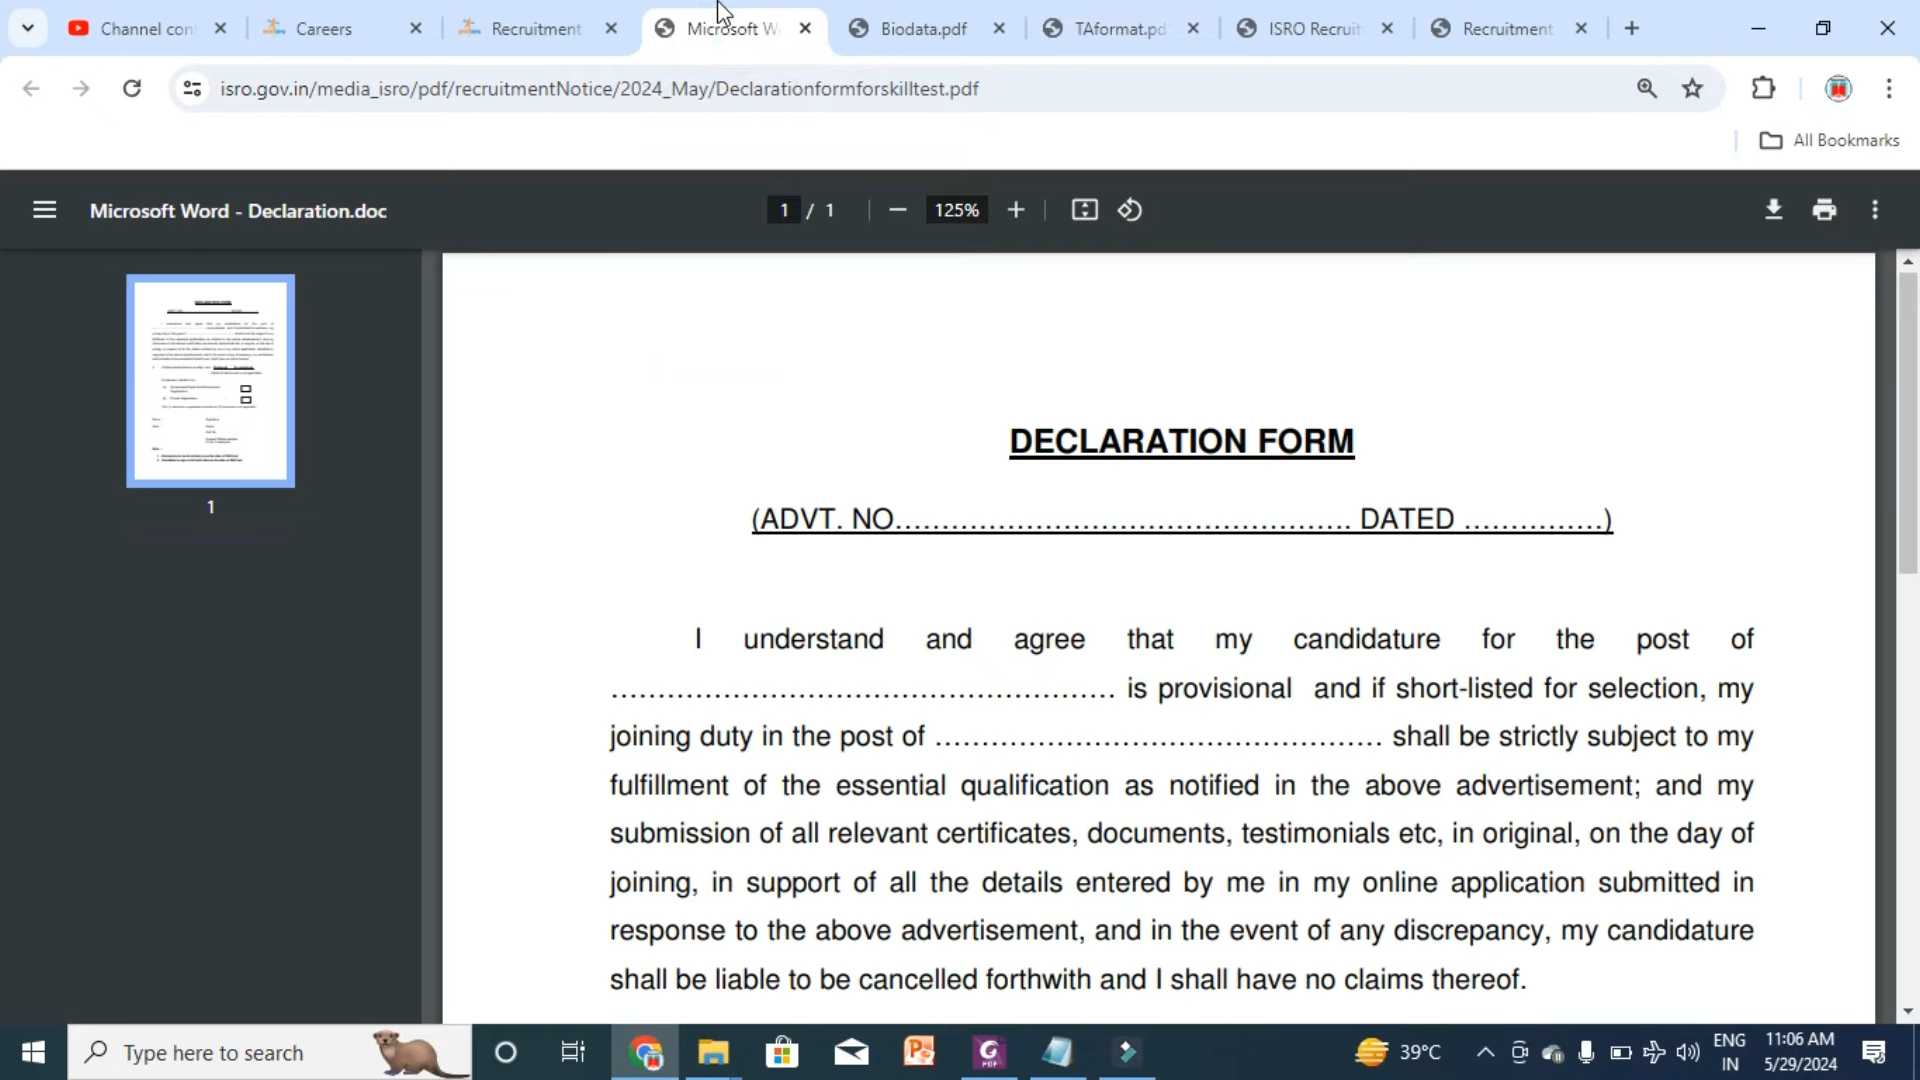 Channel con
Careers
Recruitment
Microsoft W
Biodata.pdf
TAformat.pd
ISRO Recruit
Recruitment
isro.gov.in/media_isro/pdf/recruitmentNotice/2024_May/Declarationformforskilltest.pdf
All Bookmarks
Microsoft Word - Declaration.doc
1 / 1
125%
1
DECLARATION FORM
(ADVT. NO……………………………………………. DATED ……………)
I understand and agree that my candidature for the post of
……………………………………………… is provisional and if short-listed for selection, my
joining duty in the post of ………………………………………… shall be strictly subject to my
fulfillment of the essential qualification as notified in the above advertisement; and my
submission of all relevant certificates, documents, testimonials etc, in original, on the day of
joining, in support of all the details entered by me in my online application submitted in
response to the above advertisement, and in the event of any discrepancy, my candidature
shall be liable to be cancelled forthwith and I shall have no claims thereof.
Type here to search
39°C
ENG
IN
11:06 AM
5/29/2024